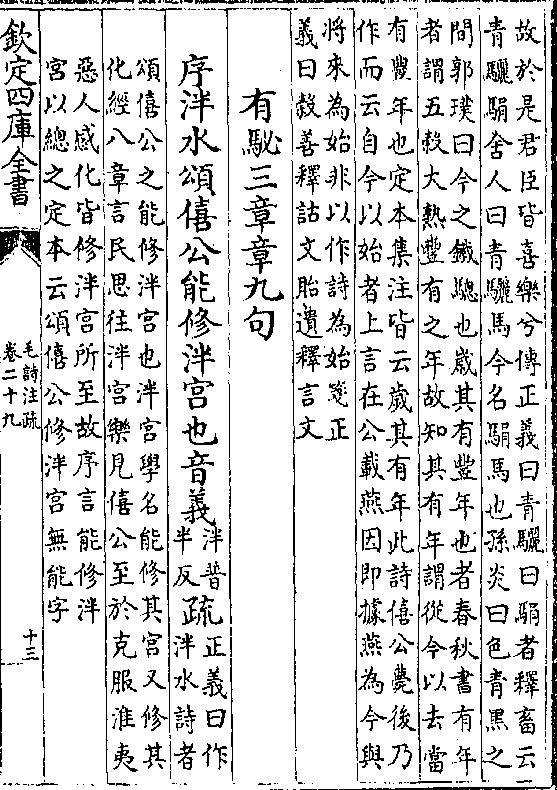 故於是君臣皆喜樂兮傳正義曰青驪曰駽者釋畜云
青驪駽舍人曰青驪馬今名駽馬也孫炎曰色青黑之
間郭璞曰今之鐡驄也歲其有豐年也者春秋書有年
者謂五穀大熟豐有之年故知其有年謂從今以去當
有豐年也定本集注皆云歲其有年此詩僖公薨後乃
作而云自今以始者上言在公載燕因即據燕為今與
將來為始非以作詩為始箋正
義曰穀善釋詁文貽遺釋言文
有駜三章章九句
序泮水頌僖公能修泮宮也音義泮普半反疏正義曰作泮水詩者
頌僖公之能修泮宮也泮宮學名能修其宮又修其
化經八章言民思往泮宮樂見僖公至於克服淮夷
惡人感化皆修泮宮所至故序言能修泮
宮以總之定本云頌僖公修泮宮無能字
欽定四庫全書
毛詩注疏
卷二十九
十三